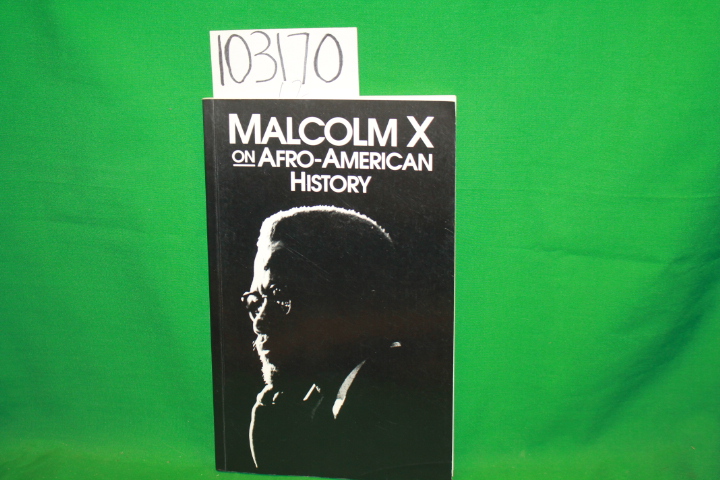 103170
MALCOLM X
ON AFRO-AMERICAN
HISTORY